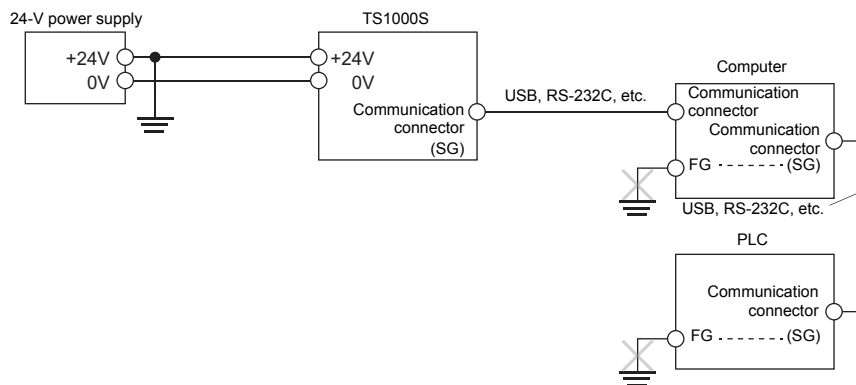 24-V power supply
+24V
0V
TS1000S
+24V
0V
Communication
connector
(SG)
USB, RS-232C, etc.
Computer
Communication
connector
Communication
connector
FG
(SG)
USB, RS-232C, etc.
PLC
Communication
connector
FG
(SG)